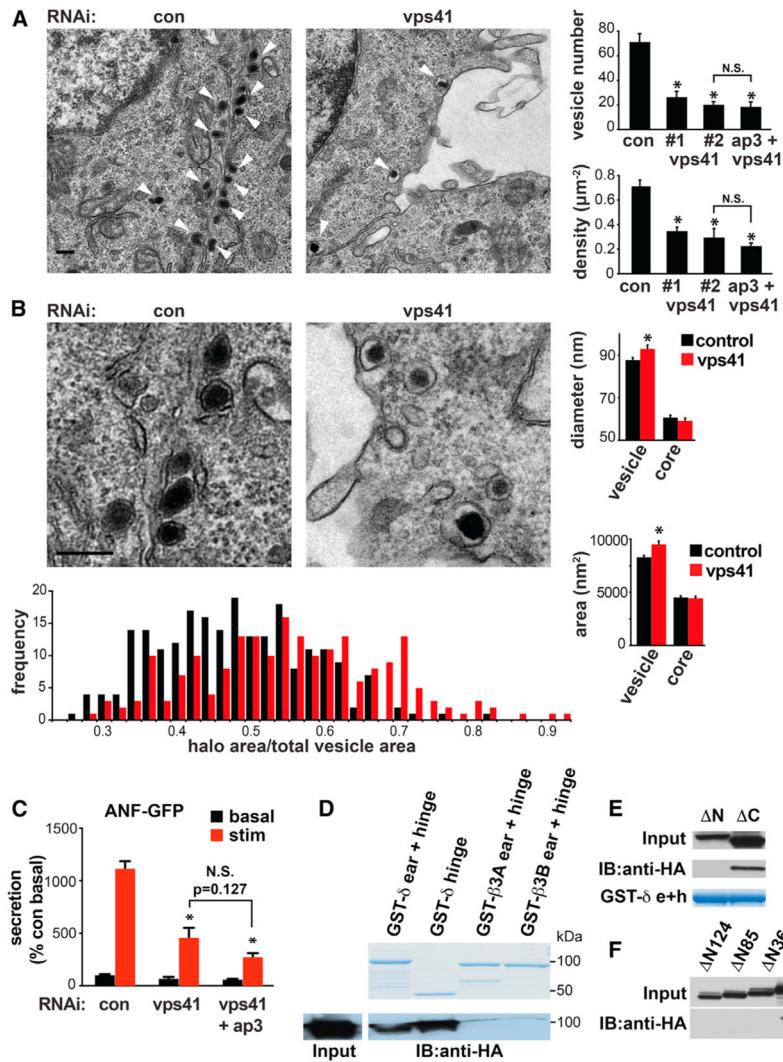 A
RNAi: con vps41
vesicle number
80
60
40
20
0
N.S.
* * *
con #1 #2 ap3 +
vps41 vps41
density (µm⁻²)
0.8
0.6
0.4
0.2
0
N.S.
* * *
con #1 #2 ap3 +
vps41 vps41
B
RNAi: con vps41
diameter (nm)
90
70
50
*
control
vps41
vesicle
core
area (nm²)
10000
5000
0
*
control
vps41
vesicle
core
frequency
20
15
10
5
0
0.3 0.4 0.5 0.6 0.7 0.8 0.9
halo area/total vesicle area
C
ANF-GFP
basal
stim
secretion
(% con basal)
1500
1000
500
0
N.S.
p=0.127
* *
RNAi: con vps41 vps41
+ ap3
D
GST-δ ear + hinge
GST-δ hinge
GST-β3A ear + hinge
GST-β3B ear + hinge
kDa
100
50
100
Input IB:anti-HA
E
ΔN ΔC
Input
IB:anti-HA
GST-δ e+h
F
ΔN124 ΔN85 ΔN36
Input
IB:anti-HA